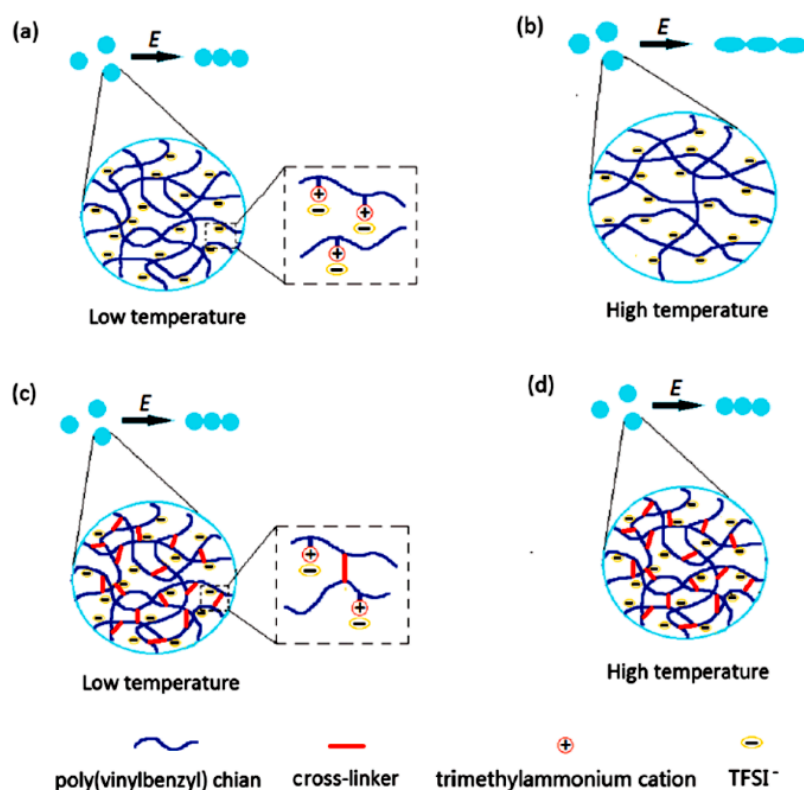 (a)
E
Low temperature
(b)
E
High temperature
(c)
E
Low temperature
(d)
E
High temperature
poly(vinylbenzyl) chian
cross-linker
trimethylammonium cation
TFSI⁻